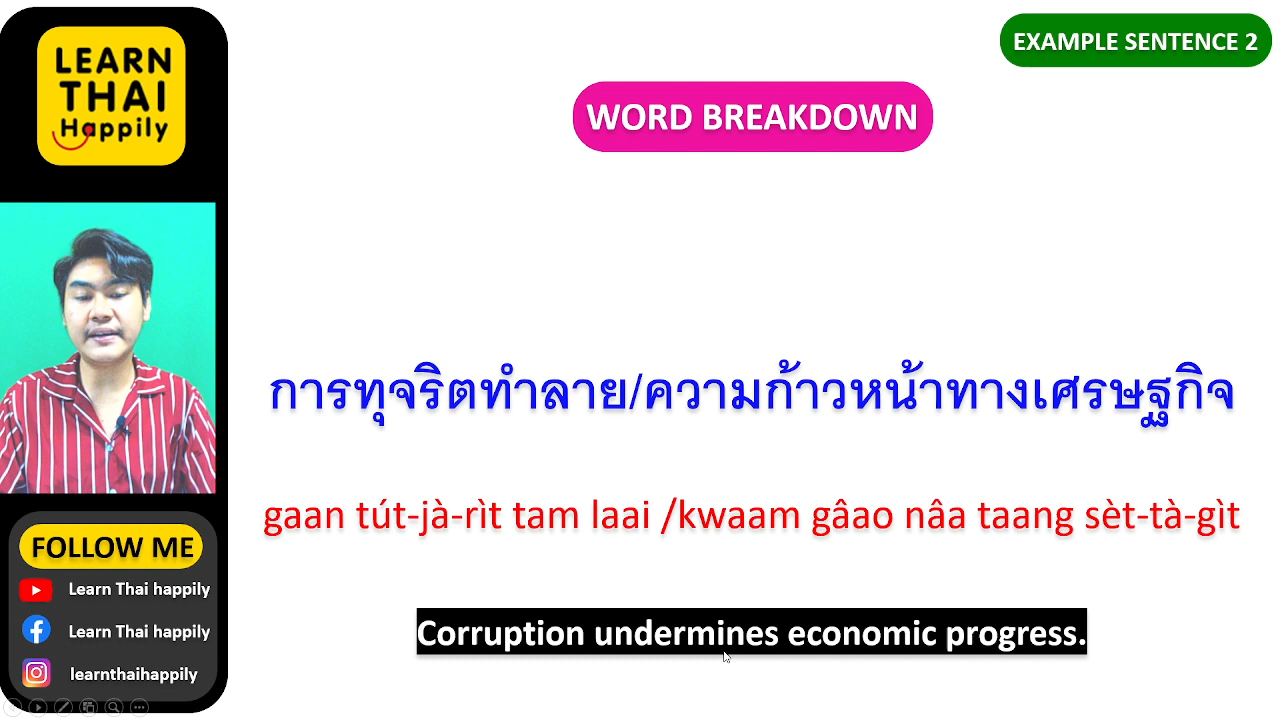 LEARN
THAI
Happily
EXAMPLE SENTENCE 2
WORD BREAKDOWN
การทุจริตทำลาย/ความก้าวหน้าทางเศรษฐกิจ
gaan tút-jà-rìt tam laai /kwaam gâao nâa taang sèt-tà-gìt
Corruption undermines economic progress.
FOLLOW ME
Learn Thai happily
Learn Thai happily
learnthaihappily